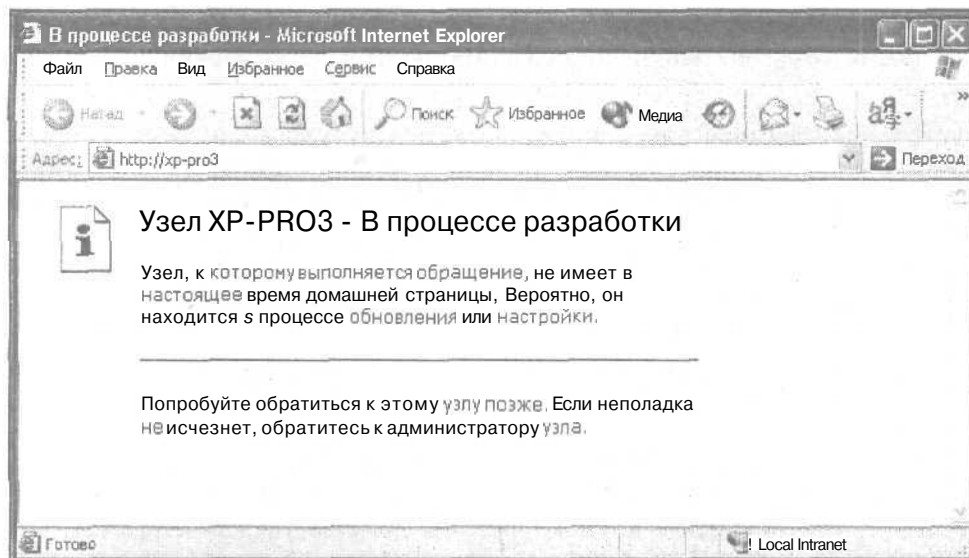 В процессе разработки - Microsoft Internet Explorer
Файл Правка Вид Избранное Сервис Справка
Назад Поиск Избранное Медиа »
Адрес: http://xp-pro3 Переход
Узел XP-PRO3 - В процессе разработки
Узел, к которому выполняется обращение, не имеет в
настоящее время домашней страницы, Вероятно, он
находится s процессе обновления или настройки.
Попробуйте обратиться к этому узлу позже. Если неполадка
не исчезнет, обратитесь к администратору узла.
Готово ! Local Intranet